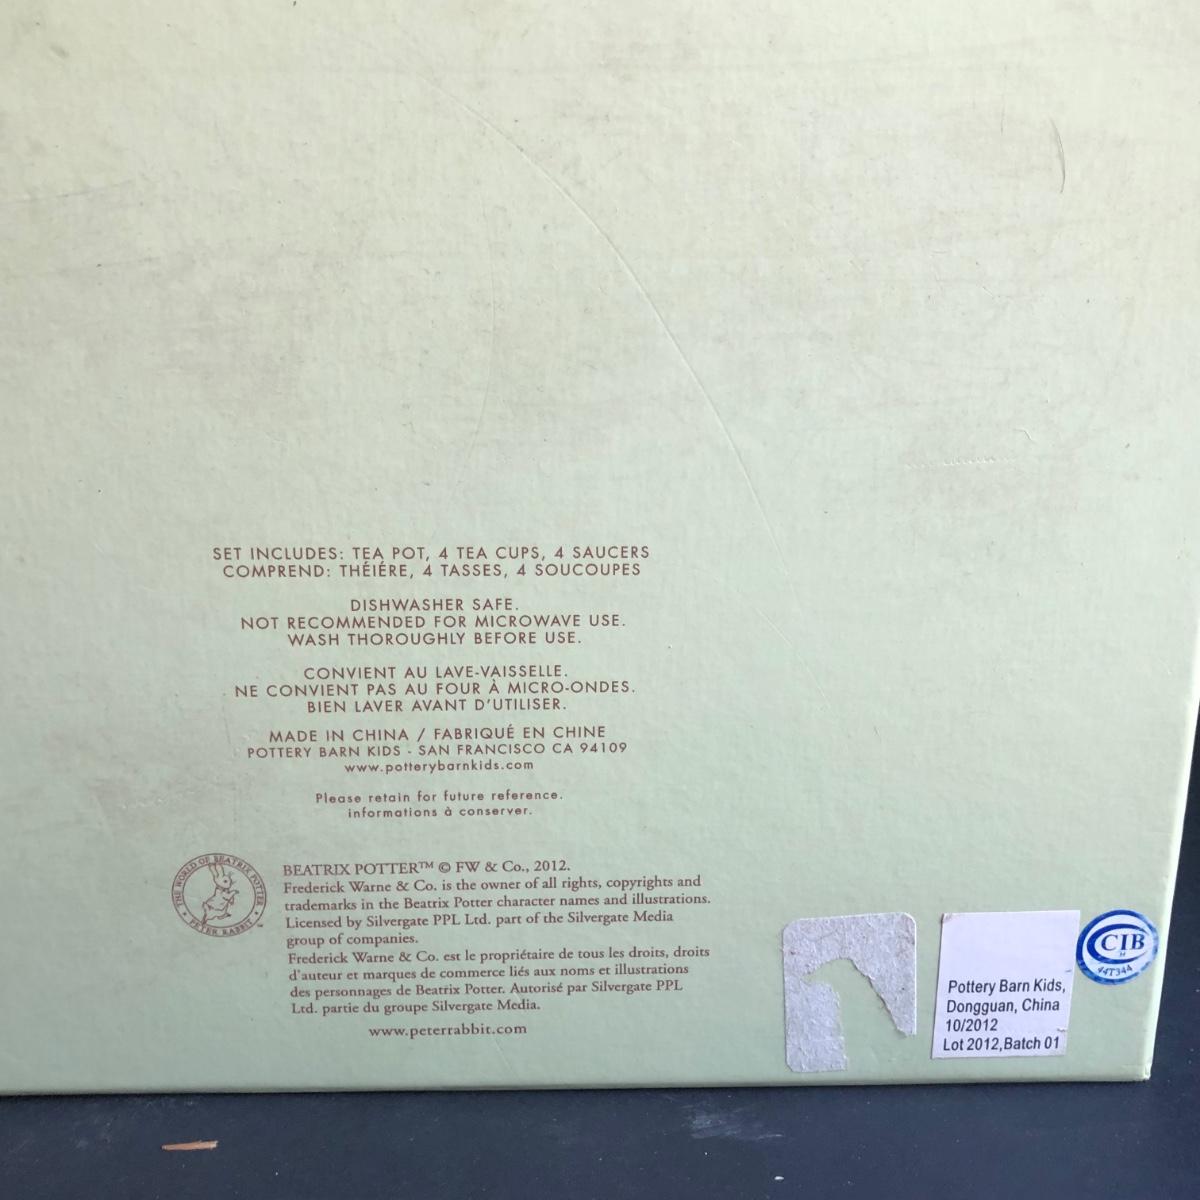 SET INCLUDES: TEA POT, 4 TEA CUPS, 4 SAUCERS
COMPREND: THÉIÉRE, 4 TASSES, 4 SOUCOUPES
DISHWASHER SAFE.
NOT RECOMMENDED FOR MICROWAVE USE.
WASH THOROUGHLY BEFORE USE.
CONVIENT AU LAVE-VAISSELLE.
NE CONVIENT PAS AU FOUR À MICRO-ONDES.
BIEN LAVER AVANT D'UTILISER.
MADE IN CHINA / FABRIQUÉ EN CHINE
POTTERY BARN KIDS - SAN FRANCISCO CA 94109
www.potterybarnkids.com
Please retain for future reference.
informations à conserver.
THE WORLD OF BEATRIX POTTER
PETER RABBIT
BEATRIX POTTER™ © FW & Co., 2012.
Frederick Warne & Co. is the owner of all rights, copyrights and
trademarks in the Beatrix Potter character names and illustrations.
Licensed by Silvergate PPL Ltd. part of the Silvergate Media
group of companies.
Frederick Warne & Co. est le propriétaire de tous les droits, droits
d'auteur et marques de commerce liés aux noms et illustrations
des personnages de Beatrix Potter. Autorisé par Silvergate PPL
Ltd. partie du groupe Silvergate Media.
www.peterrabbit.com
Pottery Barn Kids,
Dongguan, China
10/2012
Lot 2012,Batch 01
CIB
44T344